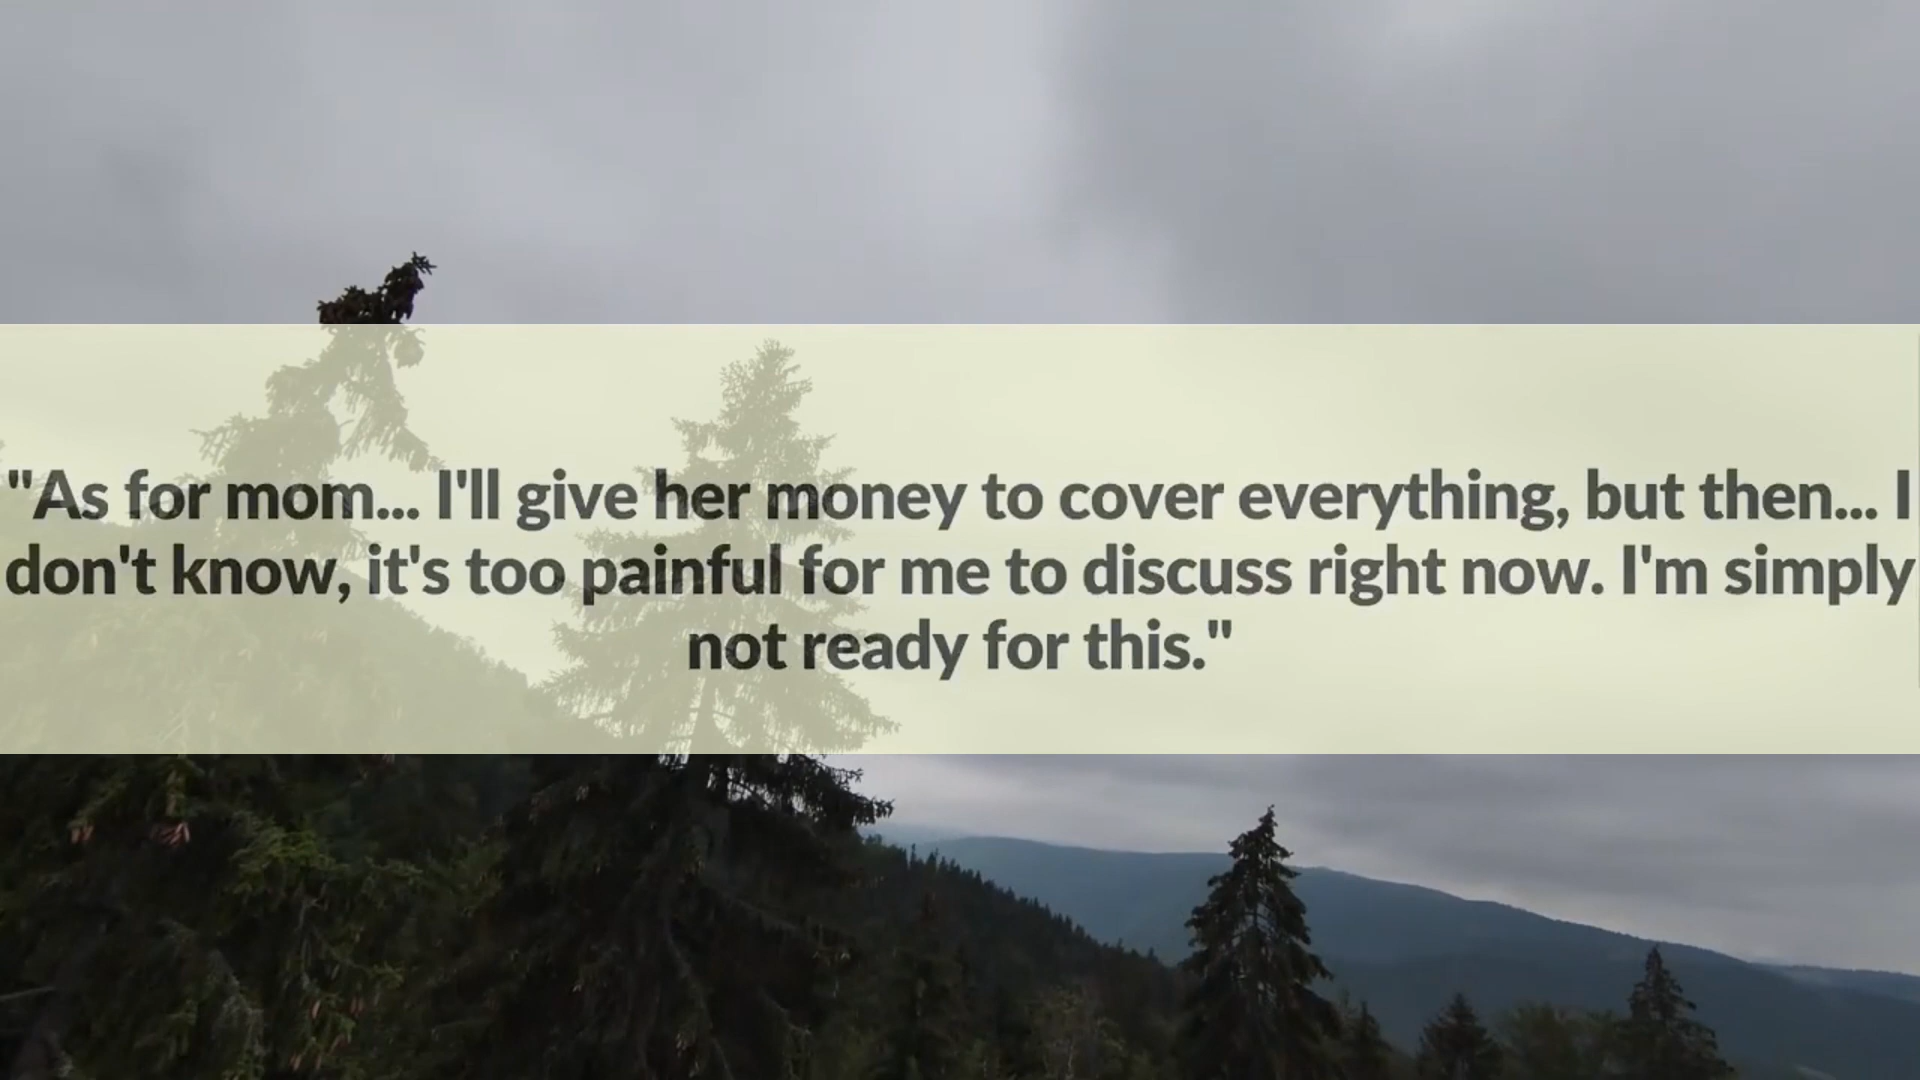 "As for mom... I'll give her money to cover everything, but then... I
don't know, it's too painful for me to discuss right now. I'm simply
not ready for this."